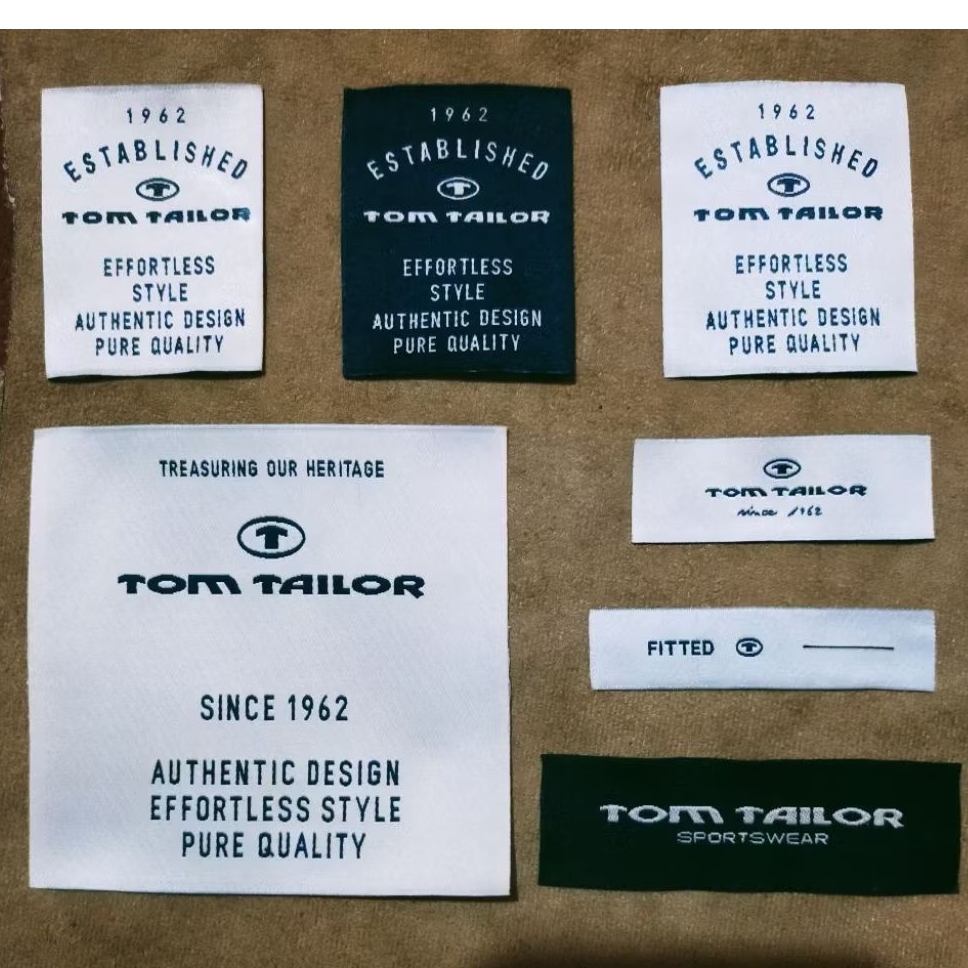 1962
ESTABLISHED
T
TOM TAILOR
EFFORTLESS
STYLE
AUTHENTIC DESIGN
PURE QUALITY
1962
ESTABLISHED
T
TOM TAILOR
EFFORTLESS
STYLE
AUTHENTIC DESIGN
PURE QUALITY
1962
ESTABLISHED
T
TOM TAILOR
EFFORTLESS
STYLE
AUTHENTIC DESIGN
PURE QUALITY
TREASURING OUR HERITAGE
T
TOM TAILOR
SINCE 1962
AUTHENTIC DESIGN
EFFORTLESS STYLE
PURE QUALITY
T
TOM TAILOR
since 1962
FITTED T
TOM TAILOR
SPORTSWEAR